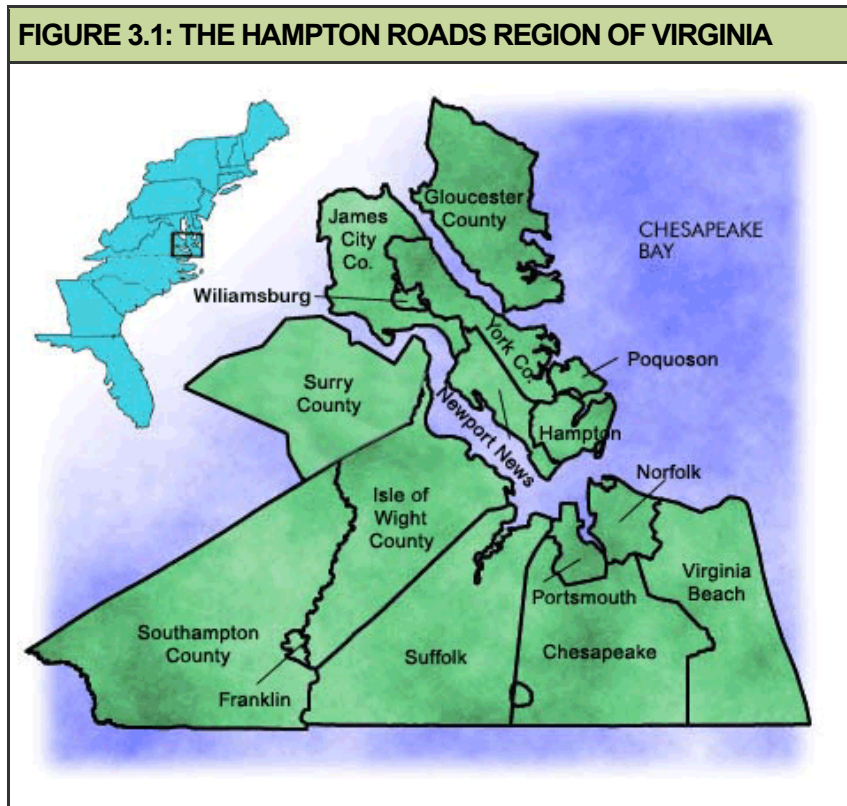 FIGURE 3.1: THE HAMPTON ROADS REGION OF VIRGINIA
Gloucester
County
James
City
Co.
CHESAPEAKE
BAY
Wiliamsburg
York Co.
Poquoson
Surry
County
Newport News
Hampton
Norfolk
Isle of
Wight
County
Virginia
Beach
Portsmouth
Southampton
County
Suffolk
Chesapeake
Franklin